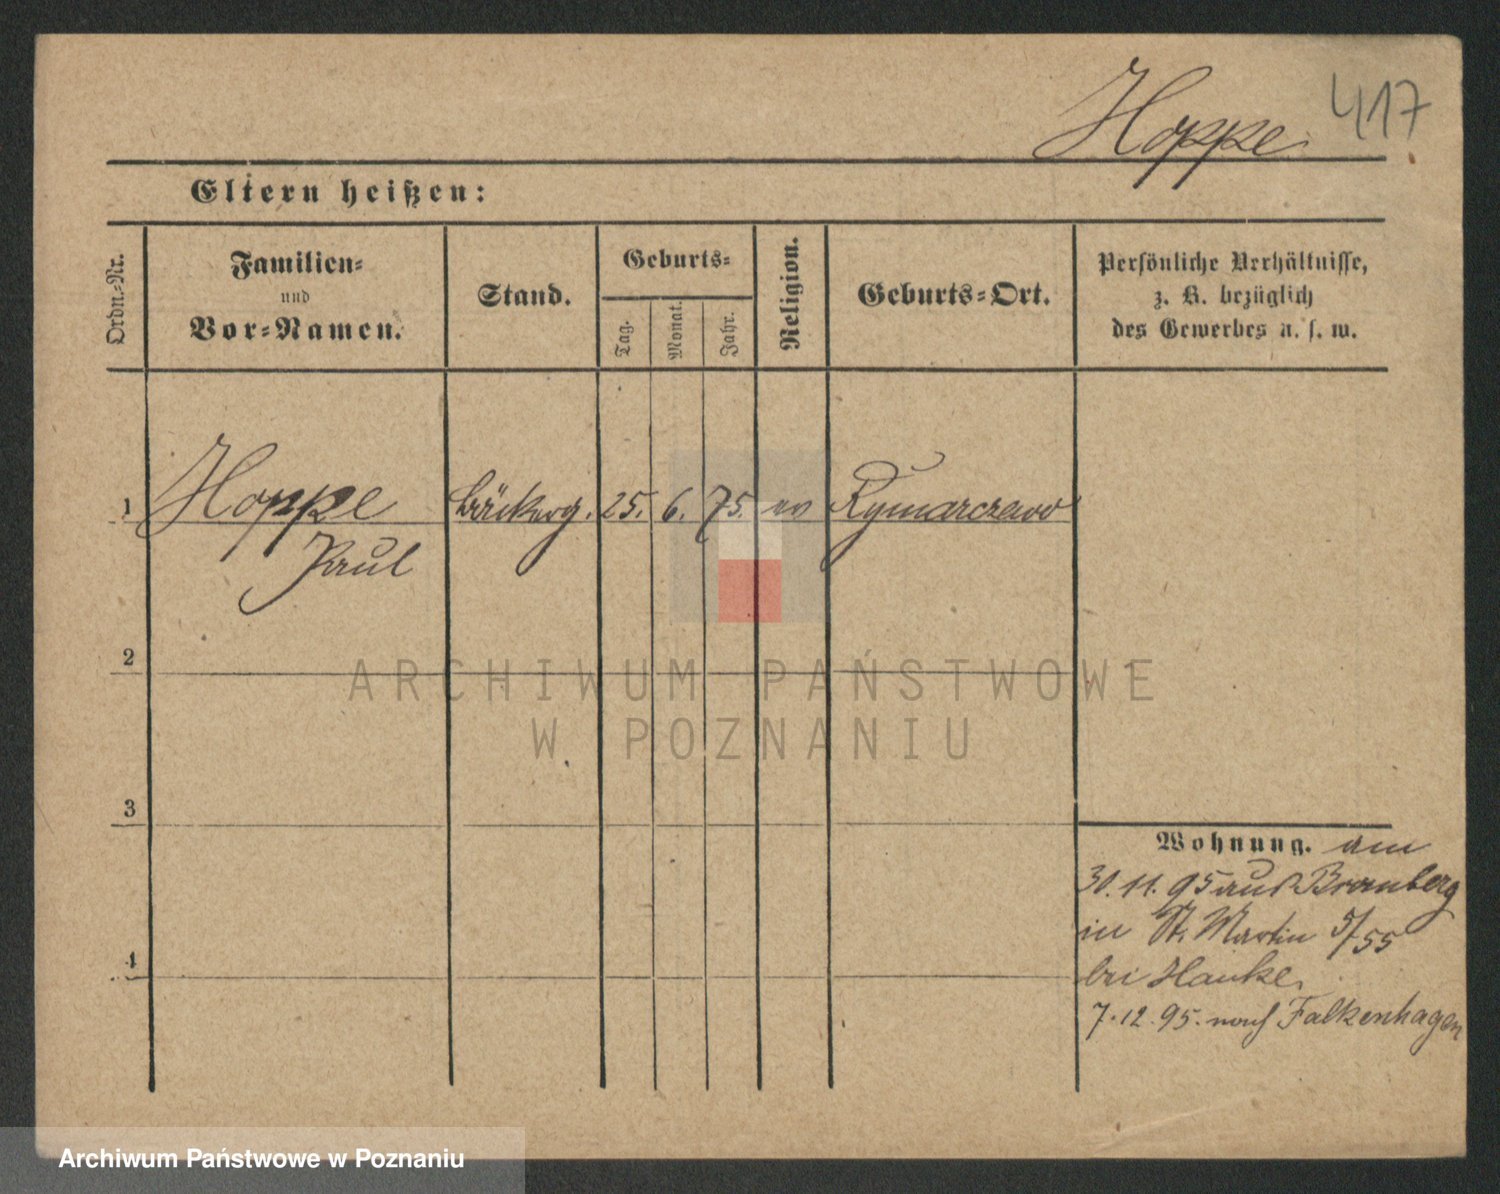 Hoppe
417
Eltern heißen:
Ordn.-Nr.
Familien-
und
Vor-Namen.
Stand.
Geburts-
Tag.
Monat.
Jahr.
Religion.
Geburts-Ort.
Persönliche Verhältnisse,
z. B. bezüglich
des Gewerbes u. s. w.
1 Hoppe Bäckerg. 25. 6. 75. ev Rymarczewo
Paul
2
3
4
Wohnung. am
30.11.95 aus Bromberg
in St. Martin 5/55
bei Hanke.
7.12.95. nach Falkenhagen
ARCHIWUM PAŃSTWOWE
W POZNANIU
Archiwum Państwowe w Poznaniu